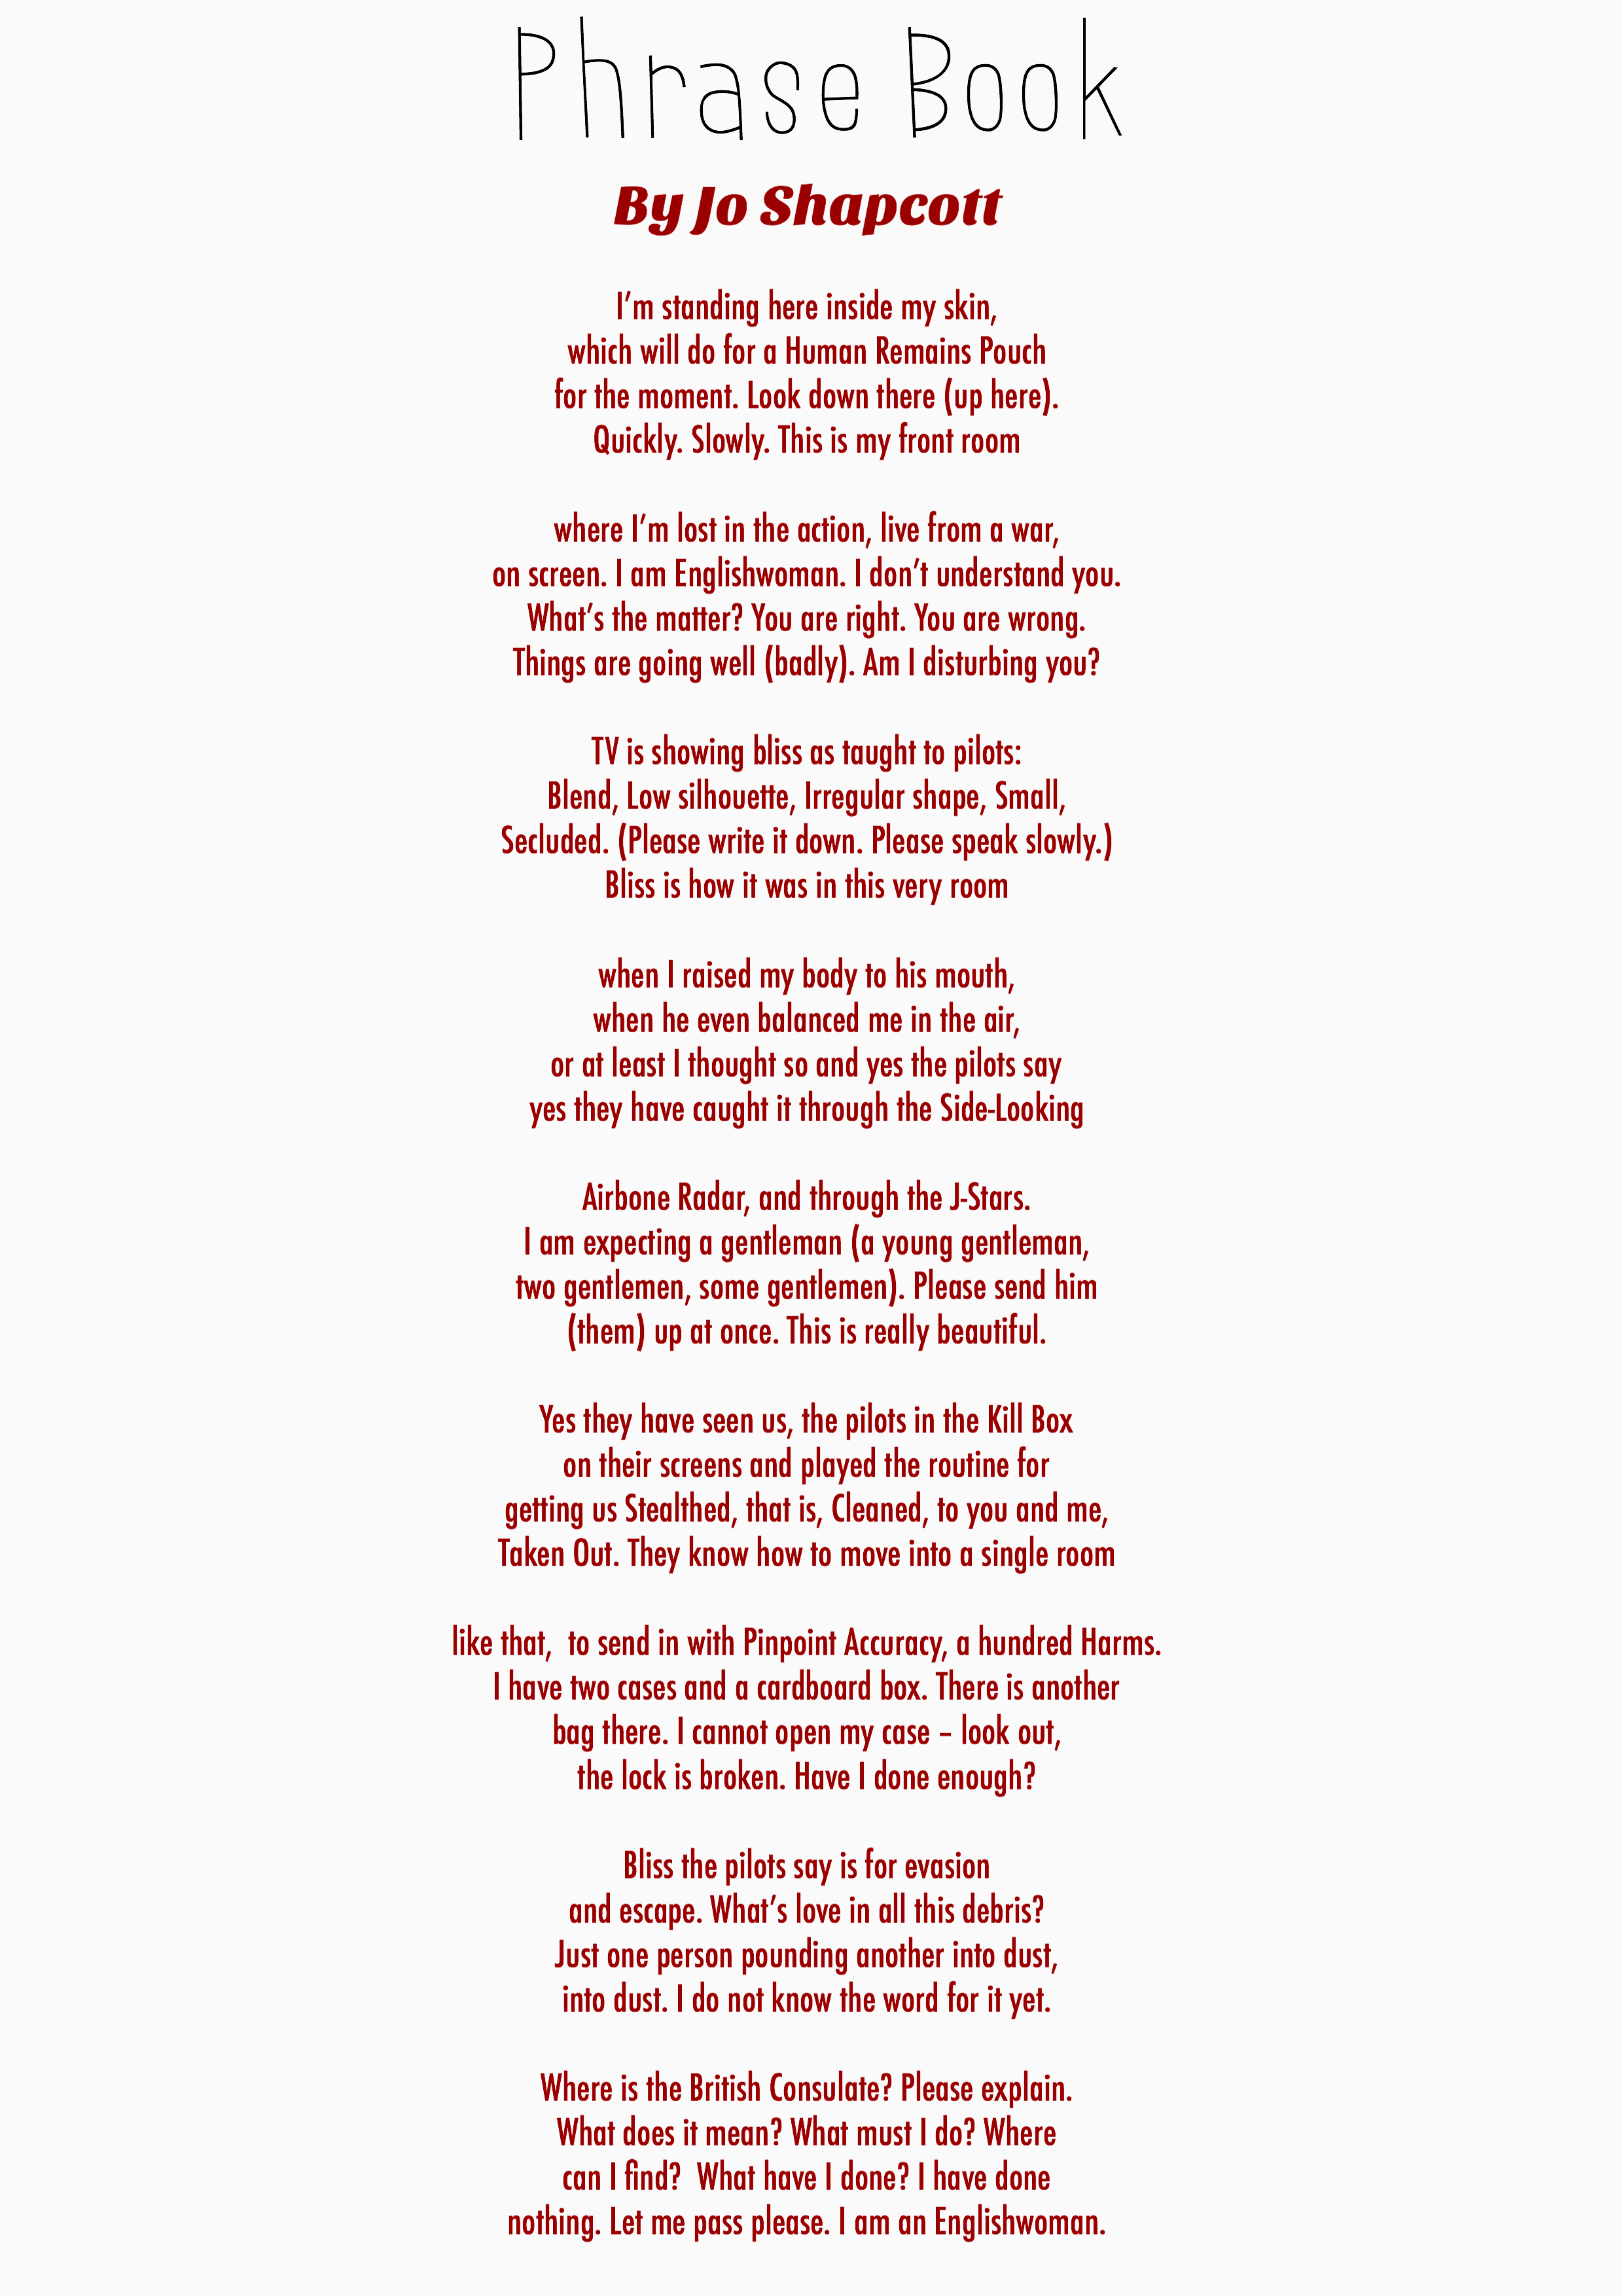 Phrase Book
By Jo Shapcott
I'm standing here inside my skin,
which will do for a Human Remains Pouch
for the moment. Look down there (up here).
Quickly. Slowly. This is my front room
where I'm lost in the action, live from a war,
on screen. I am Englishwoman. I don't understand you.
What's the matter? You are right. You are wrong.
Things are going well (badly). Am I disturbing you?
TV is showing bliss as taught to pilots:
Blend, Low silhouette, Irregular shape, Small,
Secluded. (Please write it down. Please speak slowly.)
Bliss is how it was in this very room
when I raised my body to his mouth,
when he even balanced me in the air,
or at least I thought so and yes the pilots say
yes they have caught it through the Side-Looking
Airbone Radar, and through the J-Stars.
I am expecting a gentleman (a young gentleman,
two gentlemen, some gentlemen). Please send him
(them) up at once. This is really beautiful.
Yes they have seen us, the pilots in the Kill Box
on their screens and played the routine for
getting us Stealthed, that is, Cleaned, to you and me,
Taken Out. They know how to move into a single room
like that,  to send in with Pinpoint Accuracy, a hundred Harms.
I have two cases and a cardboard box. There is another
bag there. I cannot open my case – look out,
the lock is broken. Have I done enough?
Bliss the pilots say is for evasion
and escape. What's love in all this debris?
Just one person pounding another into dust,
into dust. I do not know the word for it yet.
Where is the British Consulate? Please explain.
What does it mean? What must I do? Where
can I find?  What have I done? I have done
nothing. Let me pass please. I am an Englishwoman.